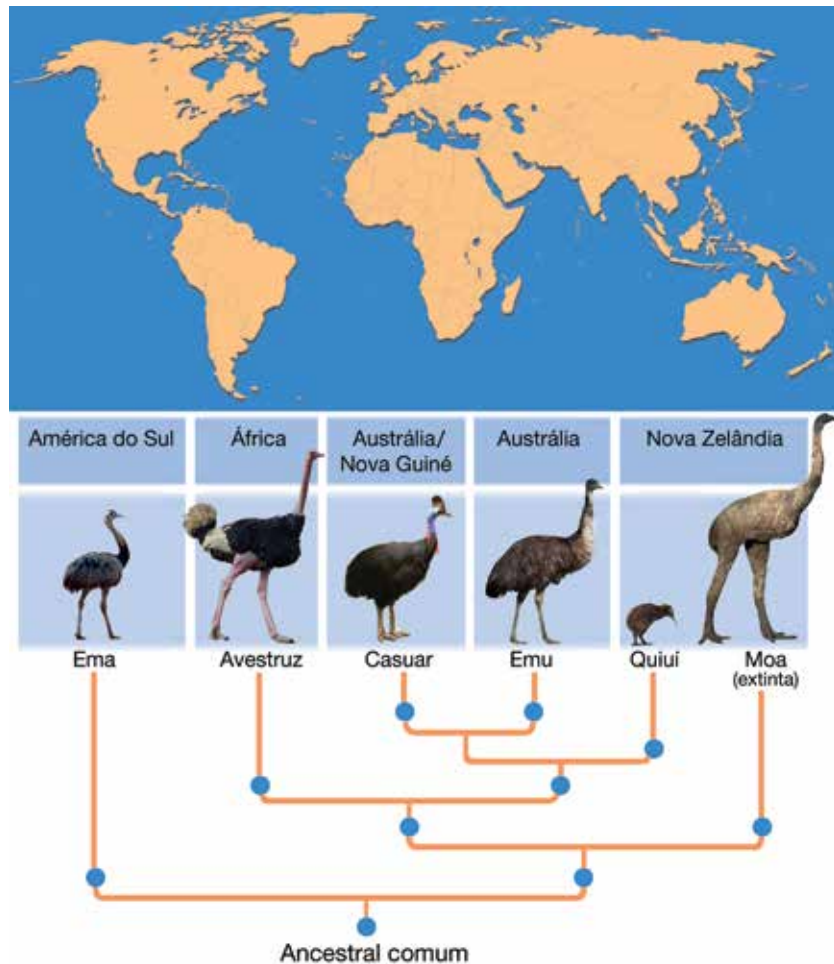 América do Sul
África
Austrália/
Nova Guiné
Austrália
Nova Zelândia
Ema
Avestruz
Casuar
Emu
Quiuí
Moa
(extinta)
Ancestral comum